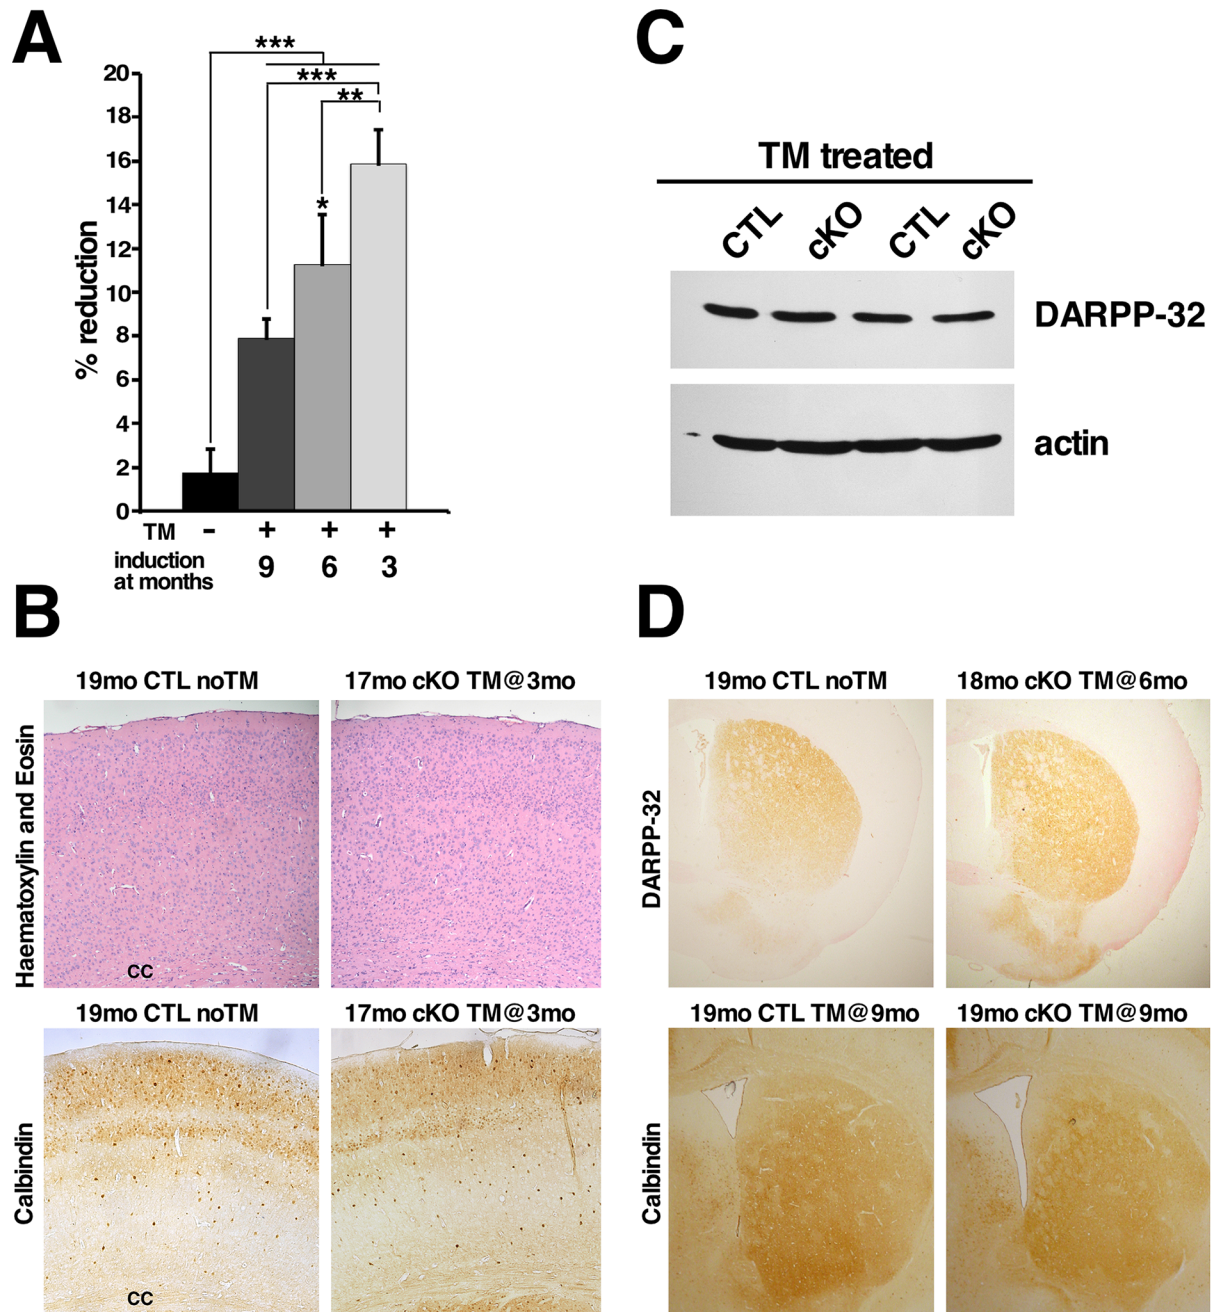 A
***
***
**
*
% reduction
20
18
16
14
12
10
8
6
4
2
0
TM - + + +
induction
at months 9 6 3
B
19mo CTL noTM 17mo cKO TM@3mo
Haematoxylin and Eosin
cc
19mo CTL noTM 17mo cKO TM@3mo
Calbindin
cc
C
TM treated
CTL cKO CTL cKO
DARPP-32
actin
D
19mo CTL noTM 18mo cKO TM@6mo
DARPP-32
19mo CTL TM@9mo 19mo cKO TM@9mo
Calbindin